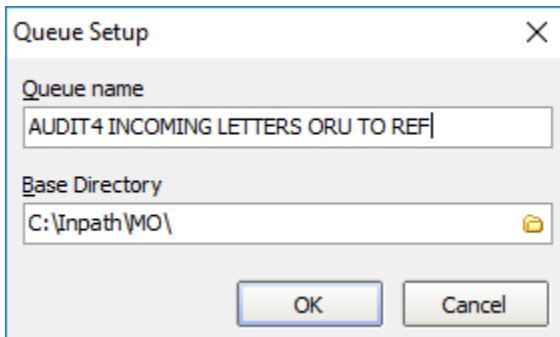 Queue Setup
Queue name
AUDIT4 INCOMING LETTERS ORU TO REF
Base Directory
C:\Inpath\MO\
OK Cancel